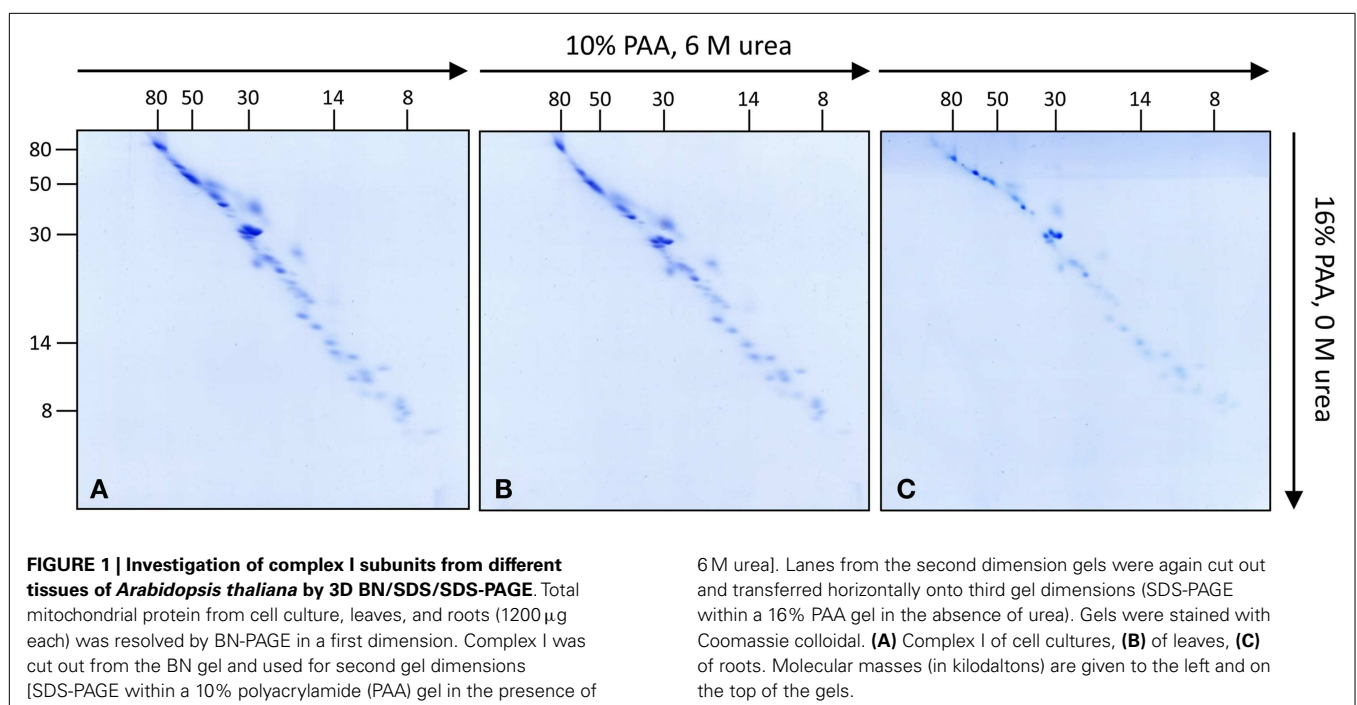 10% PAA, 6 M urea
80 50 30 14 8
80 50 30 14 8
80 50 30 14 8
80
50
30
14
8
16% PAA, 0 M urea
A
B
C
FIGURE 1 | Investigation of complex I subunits from different
tissues of Arabidopsis thaliana by 3D BN/SDS/SDS-PAGE. Total
mitochondrial protein from cell culture, leaves, and roots (1200 μg
each) was resolved by BN-PAGE in a first dimension. Complex I was
cut out from the BN gel and used for second gel dimensions
[SDS-PAGE within a 10% polyacrylamide (PAA) gel in the presence of
6 M urea]. Lanes from the second dimension gels were again cut out
and transferred horizontally onto third gel dimensions (SDS-PAGE
within a 16% PAA gel in the absence of urea). Gels were stained with
Coomassie colloidal. (A) Complex I of cell cultures, (B) of leaves, (C)
of roots. Molecular masses (in kilodaltons) are given to the left and on
the top of the gels.